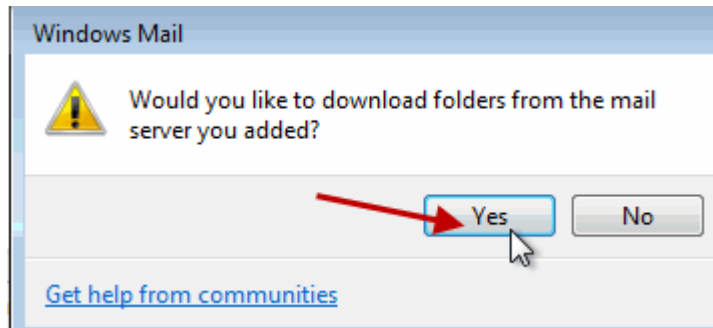 Windows Mail
Would you like to download folders from the mail
server you added?
Yes
No
Get help from communities